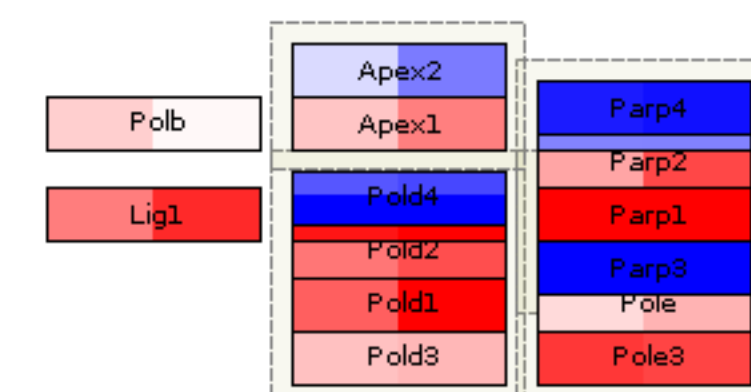 Polb
Lig1
Apex2
Apex1
Pold4
Pold2
Pold1
Pold3
Parp4
Parp2
Parp1
Parp3
Pole
Pole3